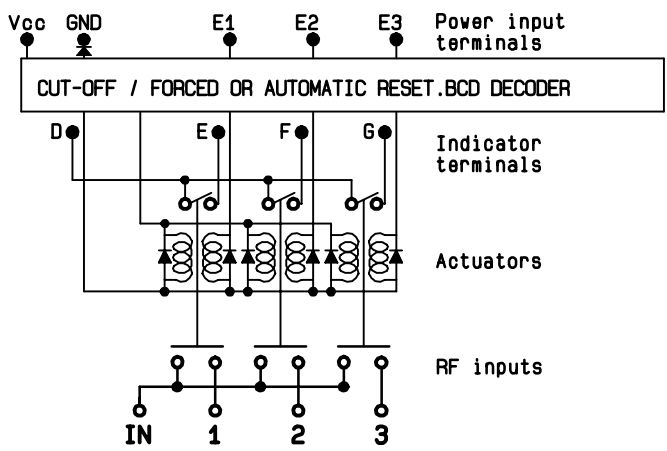 Vcc GND E1 E2 E3 Power input
terminals
CUT-OFF / FORCED OR AUTOMATIC RESET.BCD DECODER
D E F G Indicator
terminals
Actuators
RF inputs
IN 1 2 3